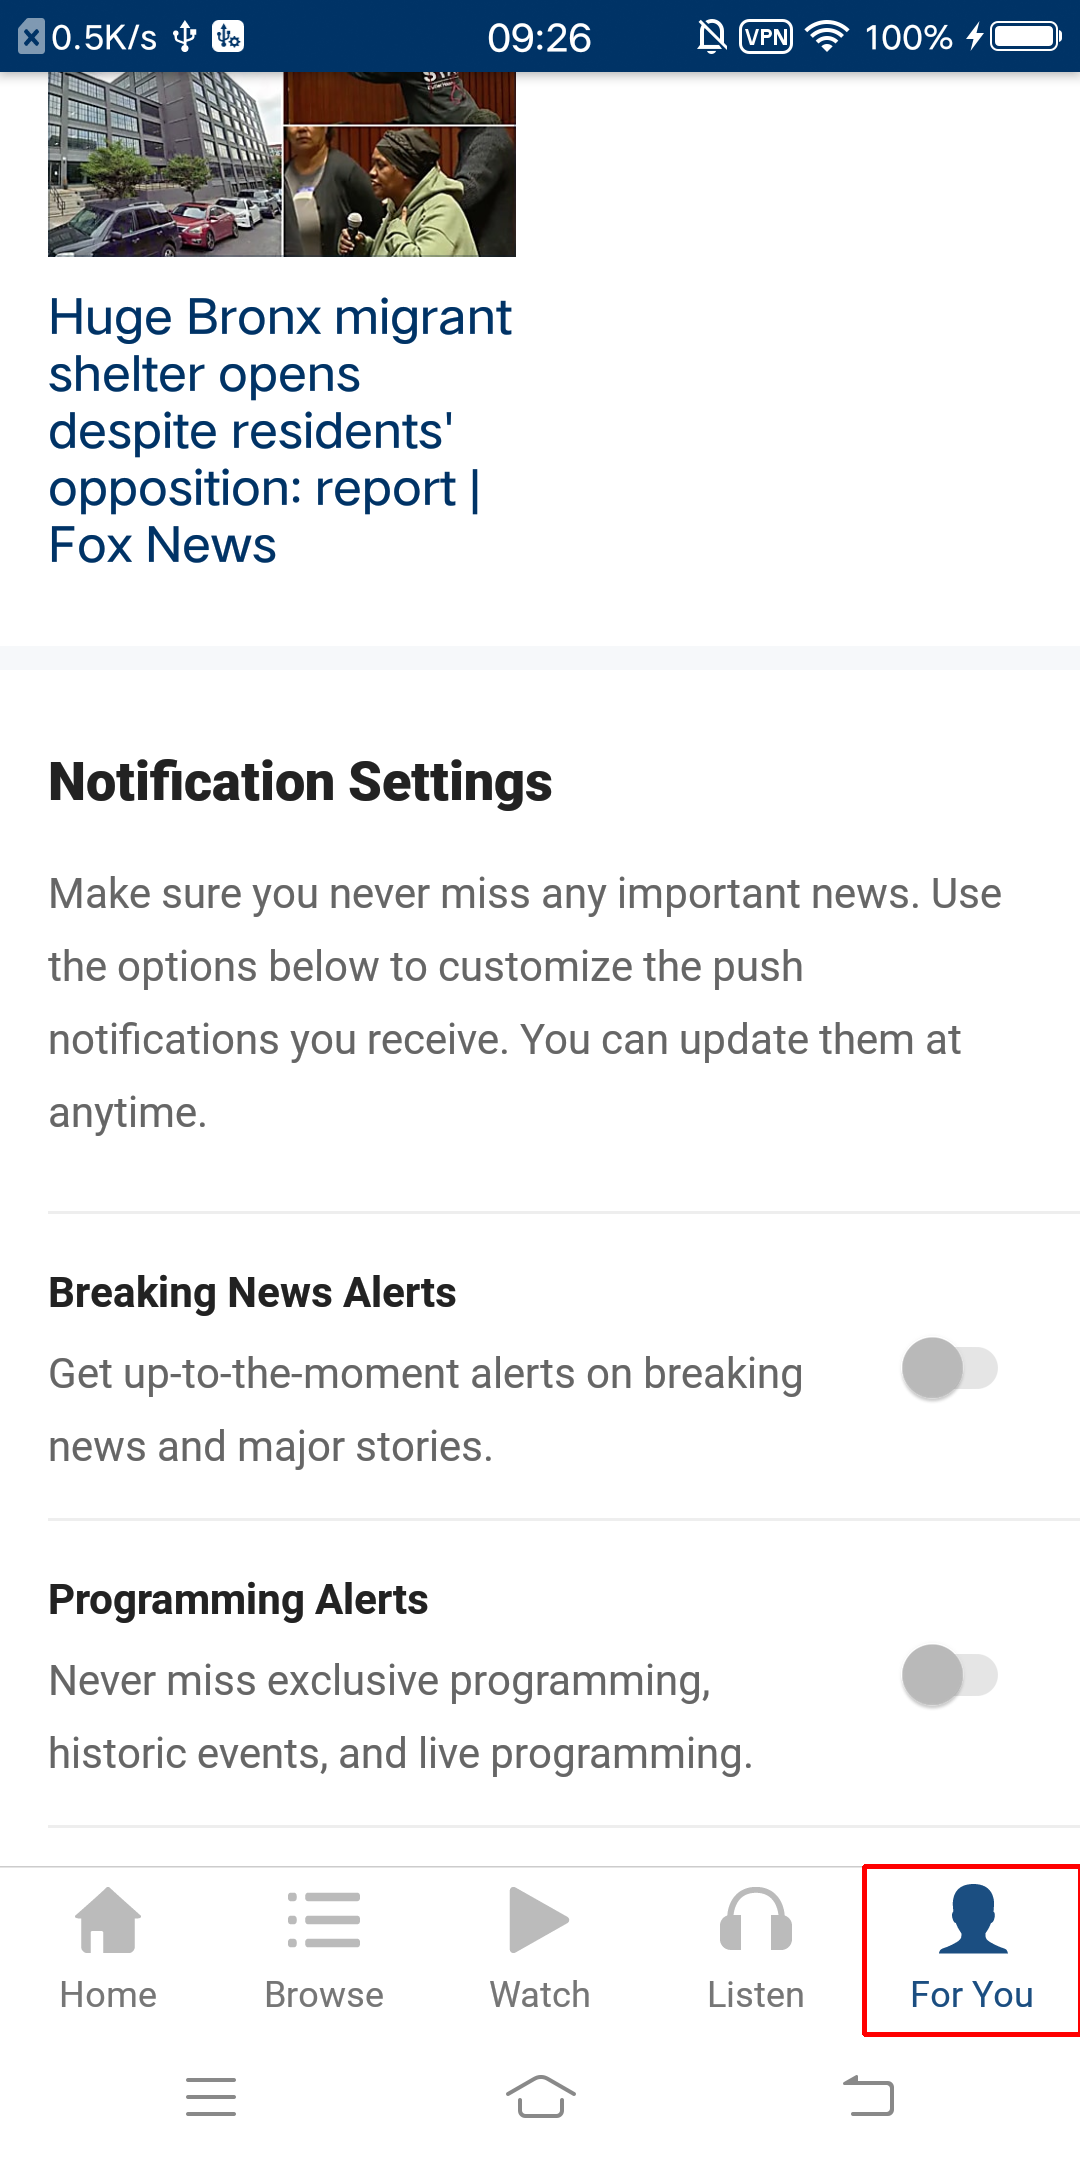 0.5K/s 09:26 VPN 100%
Huge Bronx migrant
shelter opens
despite residents'
opposition: report |
Fox News
Notification Settings
Make sure you never miss any important news. Use
the options below to customize the push
notifications you receive. You can update them at
anytime.
Breaking News Alerts
Get up-to-the-moment alerts on breaking
news and major stories.
Programming Alerts
Never miss exclusive programming,
historic events, and live programming.
Home Browse Watch Listen For You